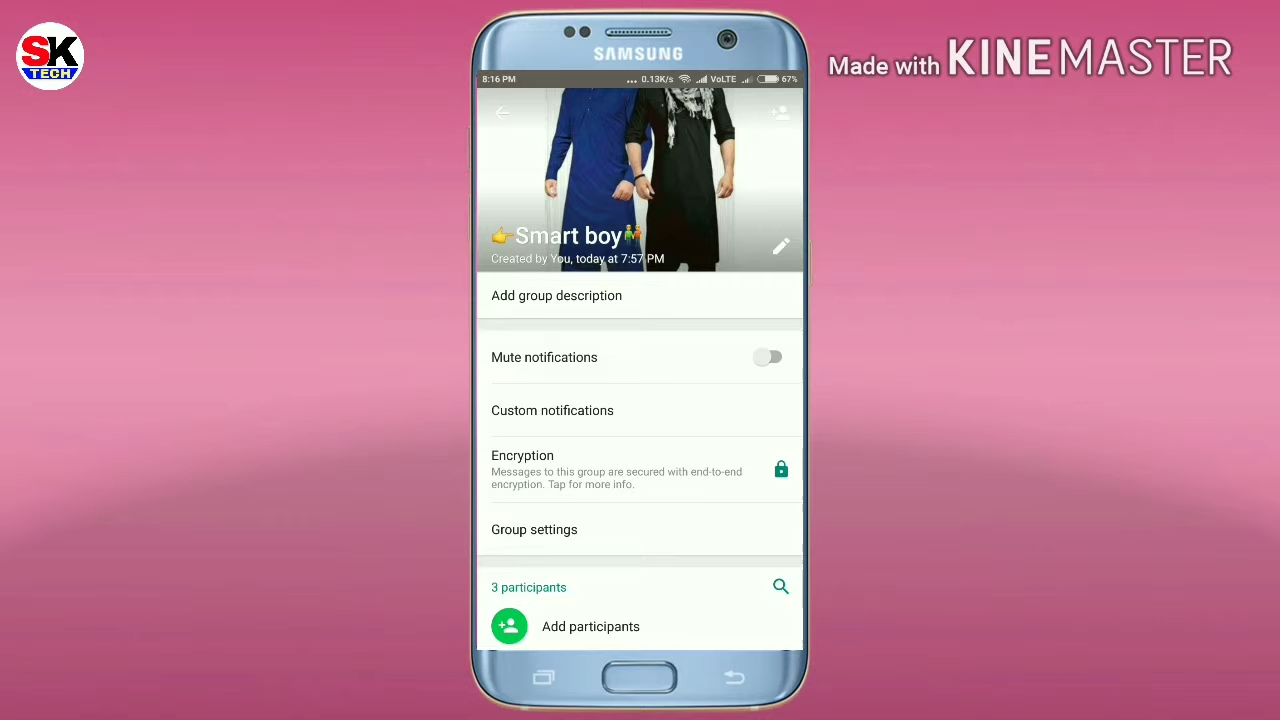 SK
TECH
Made with KINEMASTER
SAMSUNG
8:16 PM ... 0.13K/s VoLTE 67%
👉Smart boy👬
Created by You, today at 7:57 PM
Add group description
Mute notifications
Custom notifications
Encryption
Messages to this group are secured with end-to-end
encryption. Tap for more info.
Group settings
3 participants
Add participants